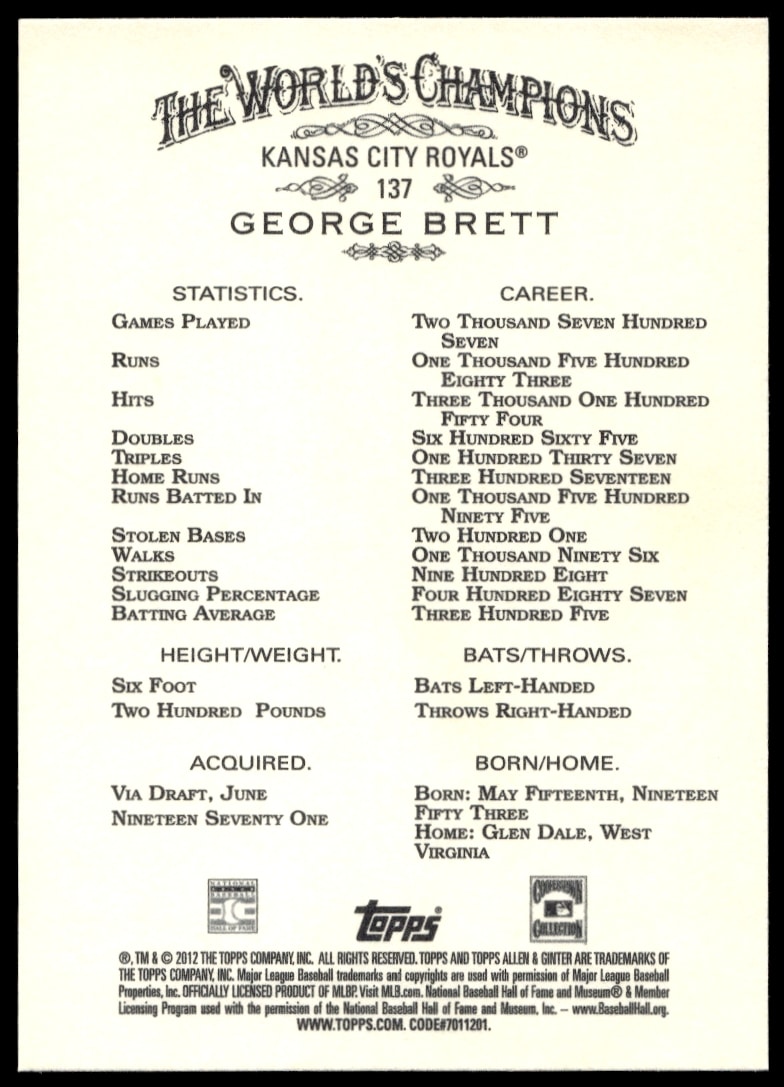 THE WORLD'S CHAMPIONS
KANSAS CITY ROYALS®
137
GEORGE BRETT
STATISTICS. CAREER.
GAMES PLAYED TWO THOUSAND SEVEN HUNDRED
SEVEN
RUNS ONE THOUSAND FIVE HUNDRED
EIGHTY THREE
HITS THREE THOUSAND ONE HUNDRED
FIFTY FOUR
DOUBLES SIX HUNDRED SIXTY FIVE
TRIPLES ONE HUNDRED THIRTY SEVEN
HOME RUNS THREE HUNDRED SEVENTEEN
RUNS BATTED IN ONE THOUSAND FIVE HUNDRED
NINETY FIVE
STOLEN BASES TWO HUNDRED ONE
WALKS ONE THOUSAND NINETY SIX
STRIKEOUTS NINE HUNDRED EIGHT
SLUGGING PERCENTAGE FOUR HUNDRED EIGHTY SEVEN
BATTING AVERAGE THREE HUNDRED FIVE
HEIGHT/WEIGHT. BATS/THROWS.
SIX FOOT BATS LEFT-HANDED
TWO HUNDRED POUNDS THROWS RIGHT-HANDED
ACQUIRED. BORN/HOME.
VIA DRAFT, JUNE BORN: MAY FIFTEENTH, NINETEEN
NINETEEN SEVENTY ONE FIFTY THREE
HOME: GLEN DALE, WEST
VIRGINIA
NATIONAL
BASEBALL
HALL OF FAME
topps®
COOPERSTOWN
COLLECTION
®, TM & © 2012 THE TOPPS COMPANY, INC. ALL RIGHTS RESERVED. TOPPS AND TOPPS ALLEN & GINTER ARE TRADEMARKS OF
THE TOPPS COMPANY, INC. Major League Baseball trademarks and copyrights are used with permission of Major League Baseball
Properties, Inc. OFFICIALLY LICENSED PRODUCT OF MLBP. Visit MLB.com. National Baseball Hall of Fame and Museum® & Member
Licensing Program used with the permission of the National Baseball Hall of Fame and Museum, Inc. – www.BaseballHall.org.
WWW.TOPPS.COM. CODE#7011201.